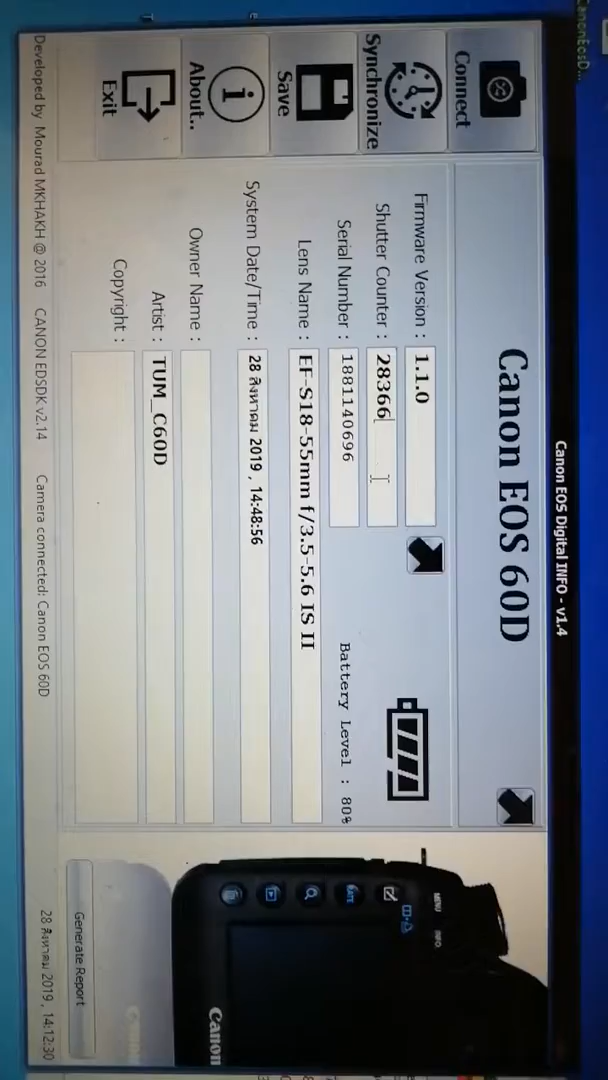 Canon EOS Digital INFO - v1.4
Connect
Synchronize
Save
About..
Exit
Canon EOS 60D
Firmware Version : 1.1.0
Shutter Counter : 28366
Serial Number : 1881140696
Battery Level : 80%
Lens Name : EF-S18-55mm f/3.5-5.6 IS II
System Date/Time : 28 สิงหาคม 2019 , 14:48:56
Owner Name :
Artist : TUM_C60D
Copyright :
MENU
INFO
Canon
Generate Report
Developed by Mourad MKHAKH @ 2016 CANON EDSDK v2.14 Camera connected: Canon EOS 60D 28 สิงหาคม 2019 , 14:12:30